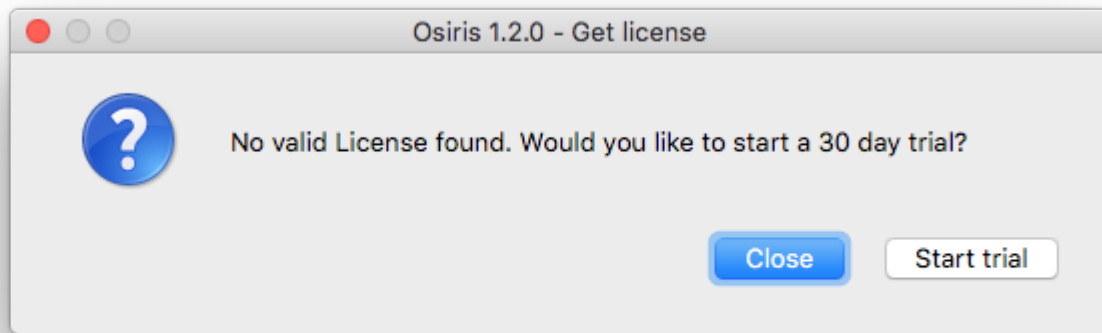 Osiris 1.2.0 - Get license
No valid License found. Would you like to start a 30 day trial?
Close
Start trial